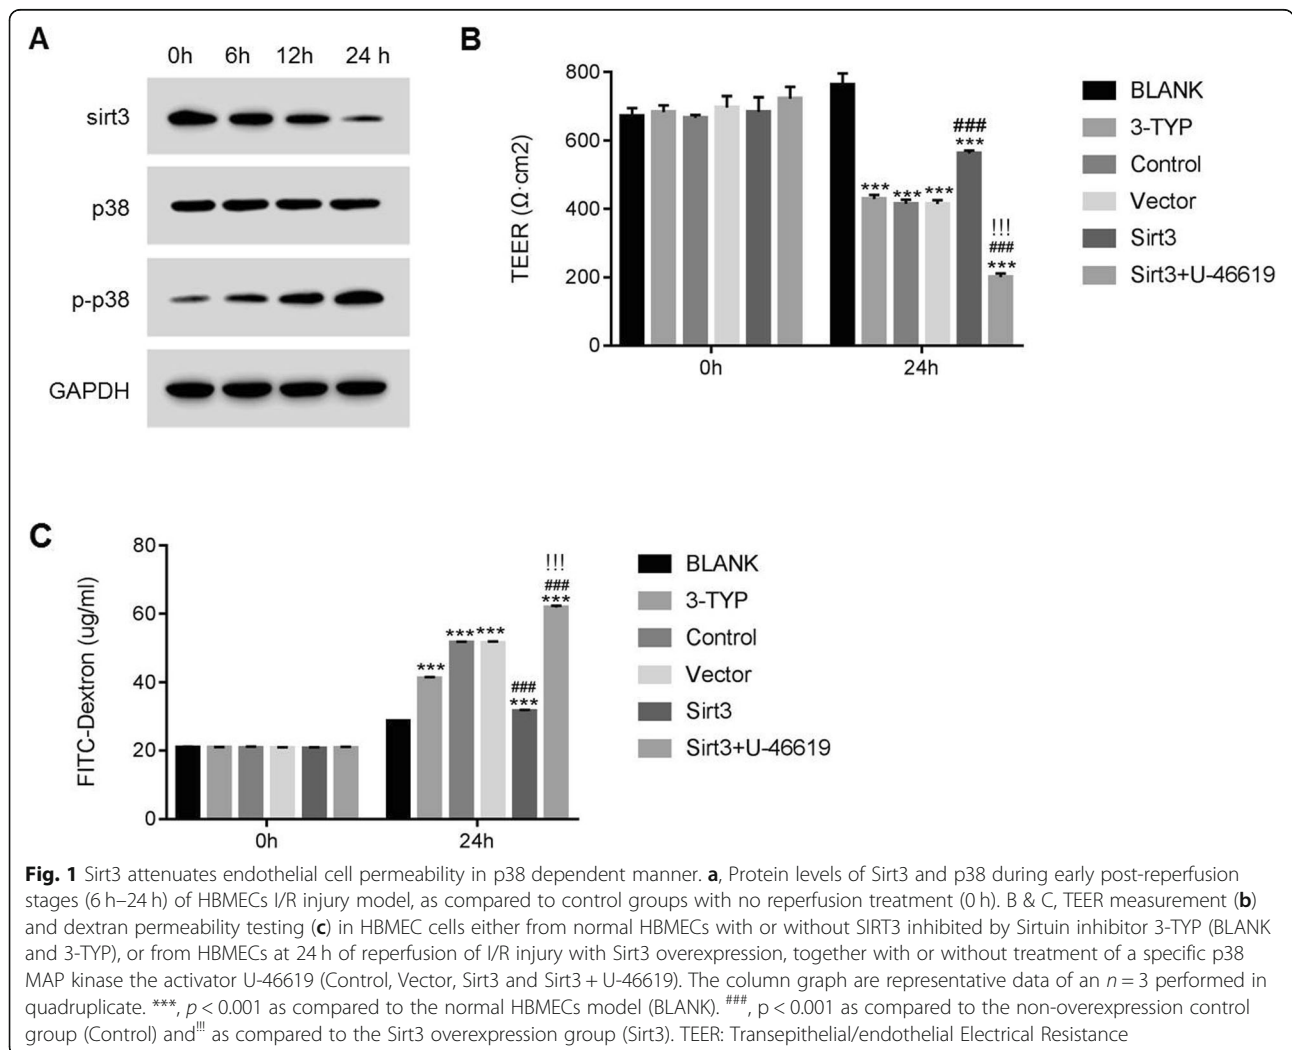 A
0h 6h 12h 24 h
sirt3
p38
p-p38
GAPDH
B
TEER (Ω·cm2)
800
600
400
200
0
0h
24h
***
***
***
###
***
!!!
###
***
BLANK
3-TYP
Control
Vector
Sirt3
Sirt3+U-46619
C
FITC-Dextron (ug/ml)
80
60
40
20
0
0h
24h
***
***
***
###
***
!!!
###
***
BLANK
3-TYP
Control
Vector
Sirt3
Sirt3+U-46619
Fig. 1 Sirt3 attenuates endothelial cell permeability in p38 dependent manner. a, Protein levels of Sirt3 and p38 during early post-reperfusion
stages (6 h–24 h) of HBMECs I/R injury model, as compared to control groups with no reperfusion treatment (0 h). B & C, TEER measurement (b)
and dextran permeability testing (c) in HBMEC cells either from normal HBMECs with or without SIRT3 inhibited by Sirtuin inhibitor 3-TYP (BLANK
and 3-TYP), or from HBMECs at 24 h of reperfusion of I/R injury with Sirt3 overexpression, together with or without treatment of a specific p38
MAP kinase the activator U-46619 (Control, Vector, Sirt3 and Sirt3 + U-46619). The column graph are representative data of an n = 3 performed in
quadruplicate. ***, p < 0.001 as compared to the normal HBMECs model (BLANK). ###, p < 0.001 as compared to the non-overexpression control
group (Control) and!!! as compared to the Sirt3 overexpression group (Sirt3). TEER: Transepithelial/endothelial Electrical Resistance